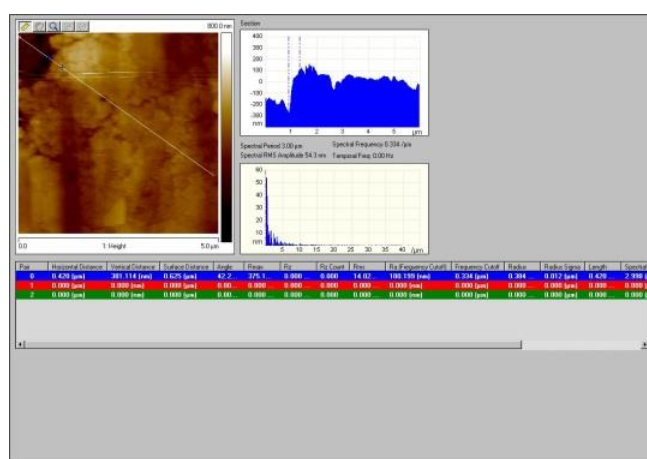 800.0 nm
Section
400
300
200
100
0
-100
-200
-300
nm
1 2 3 4 5 µm
Spectral Period 3.00 µm Spectral Frequency 0.334 /µm
Spectral RMS Amplitude 54.3 nm Temporal Freq: 0.00 Hz
60
50
40
30
20
10
nm
5 10 15 20 25 30 35 40 /µm
0.0 1: Height 5.0 µm
Pair Horizontal Distance Vertical Distance Surface Distance Angle Rmax Rz Rz Count Rms Ra (Frequency Cutoff) Frequency Cutoff Radius Radius Sigma Length Spectral
0 0.420 (µm) 381.114 (nm) 0.625 (µm) 42.2... 375.1... 0.000 ... 0.000 14.02... 100.199 (nm) 0.334 (µm) 0.384 ... 0.012 (µm) 0.420 ... 2.998 (
1 0.000 (µm) 0.000 (nm) 0.000 (µm) 0.00... 0.000 ... 0.000 ... 0.000 0.000 ... 0.000 (nm) 0.000 (µm) 0.000 ... 0.000 (µm) 0.000 ... 0.000 (
2 0.000 (µm) 0.000 (nm) 0.000 (µm) 0.00... 0.000 ... 0.000 ... 0.000 0.000 ... 0.000 (nm) 0.000 (µm) 0.000 ... 0.000 (µm) 0.000 ... 0.000 (